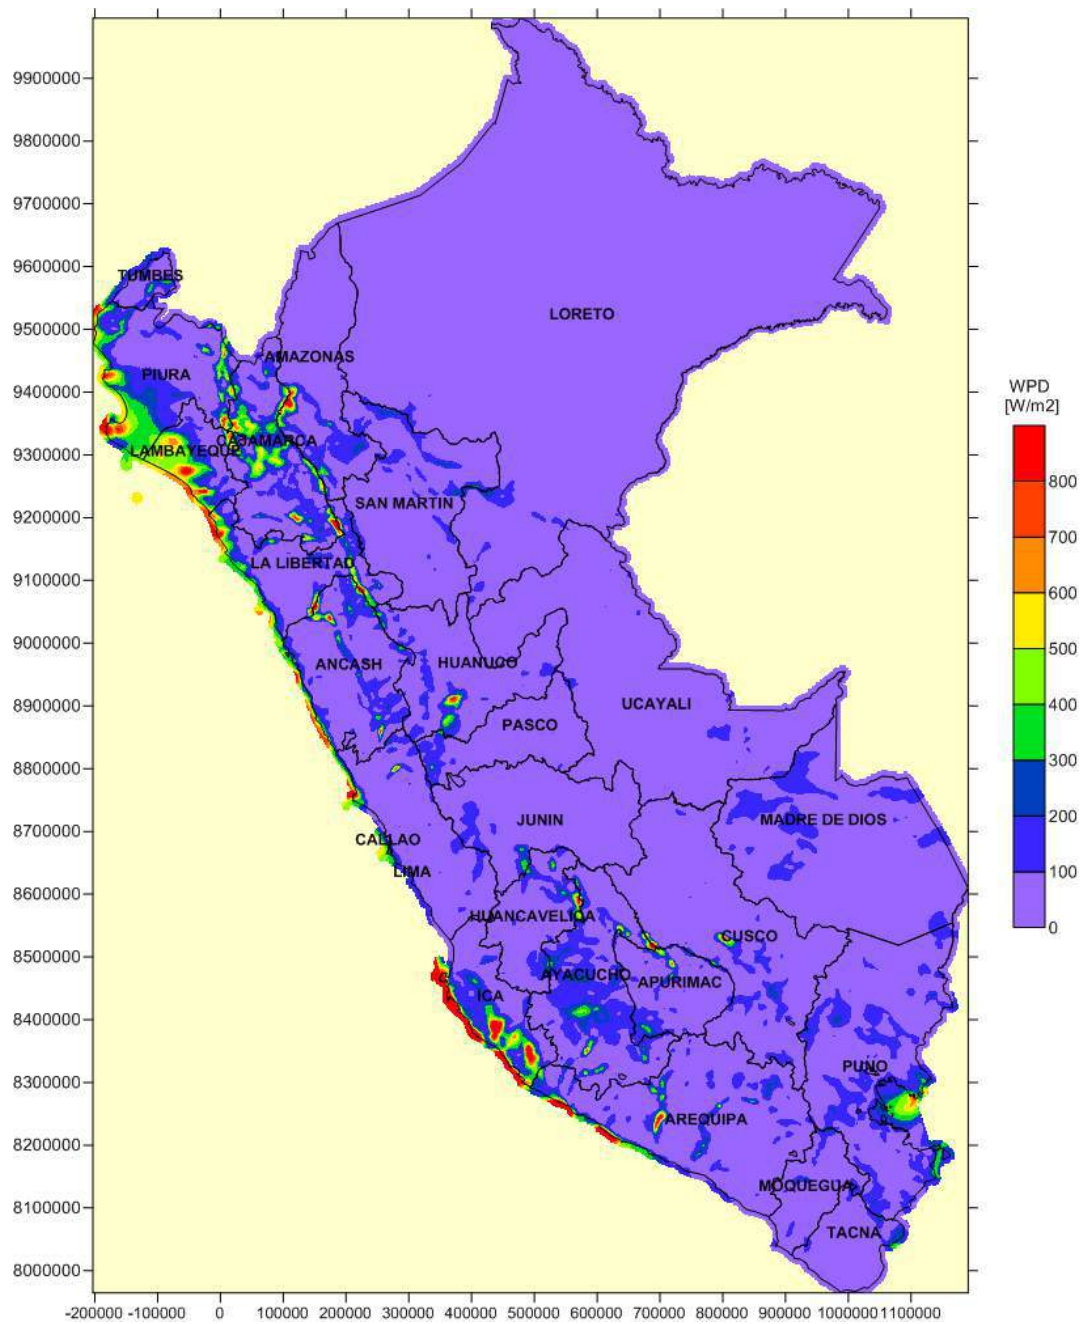 9900000
9800000
9700000
9600000
9500000
9400000
9300000
9200000
9100000
9000000
8900000
8800000
8700000
8600000
8500000
8400000
8300000
8200000
8100000
8000000
TUMBES
LORETO
AMAZONAS
PIURA
CAJAMARCA
LAMBAYEQUE
SAN MARTIN
LA LIBERTAD
ANCASH
HUANUCO
UCAYALI
PASCO
JUNIN
MADRE DE DIOS
CALLAO
LIMA
HUANCAVELICA
CUSCO
AYACUCHO
APURIMAC
ICA
PUNO
AREQUIPA
MOQUEGUA
TACNA
WPD
[W/m2]
800
700
600
500
400
300
200
100
0
-200000 -100000 0 100000 200000 300000 400000 500000 600000 700000 800000 900000 1000000 1100000